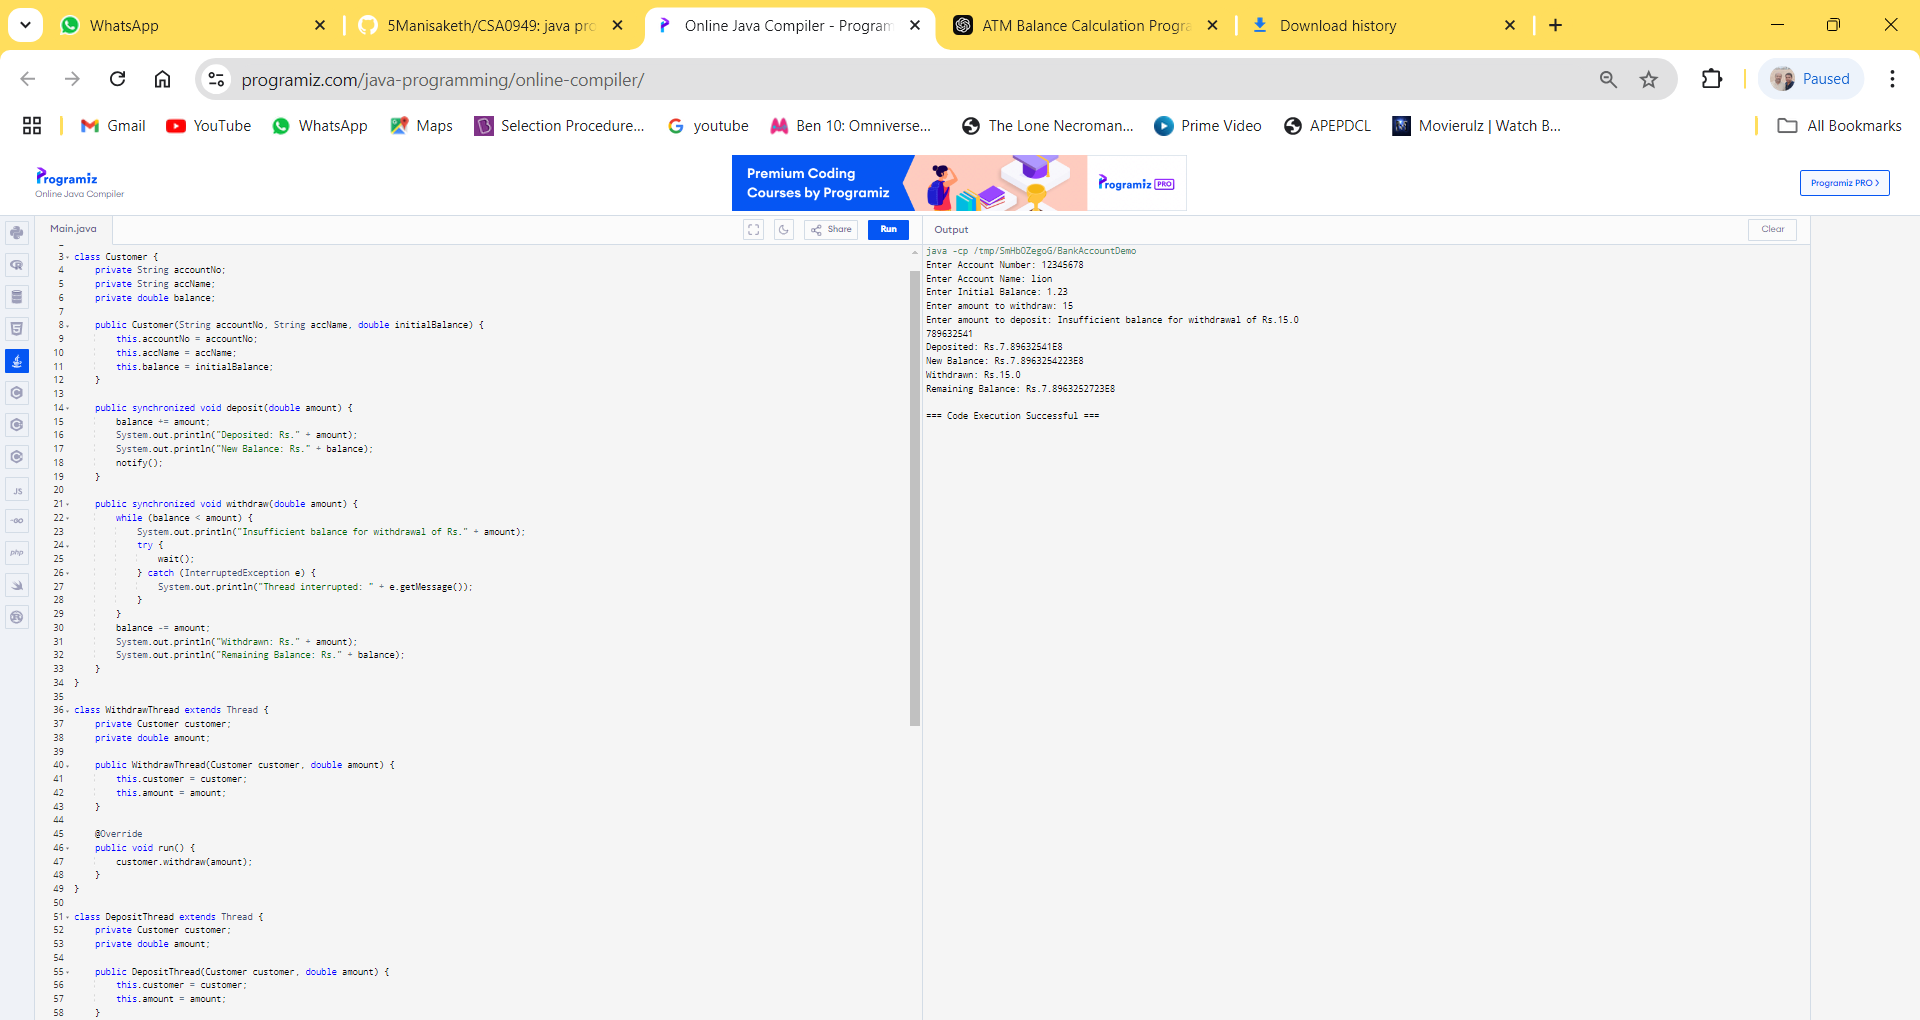 WhatsApp
5Manisaketh/CSA0949: java pro
Online Java Compiler - Program
ATM Balance Calculation Progra
Download history
programiz.com/java-programming/online-compiler/
Paused
Gmail
YouTube
WhatsApp
Maps
Selection Procedure...
youtube
Ben 10: Omniverse...
The Lone Necroman...
Prime Video
APEPDCL
Movierulz | Watch B...
All Bookmarks
Programiz
Online Java Compiler
Premium Coding
Courses by Programiz
Programiz PRO
Programiz PRO >
Main.java
Share
Run
Output
Clear
3 class Customer {
4 private String accountNo;
5 private String accName;
6 private double balance;
7
8 public Customer(String accountNo, String accName, double initialBalance) {
9 this.accountNo = accountNo;
10 this.accName = accName;
11 this.balance = initialBalance;
12 }
13
14 public synchronized void deposit(double amount) {
15 balance += amount;
16 System.out.println("Deposited: Rs." + amount);
17 System.out.println("New Balance: Rs." + balance);
18 notify();
19 }
20
21 public synchronized void withdraw(double amount) {
22 while (balance < amount) {
23 System.out.println("Insufficient balance for withdrawal of Rs." + amount);
24 try {
25 wait();
26 } catch (InterruptedException e) {
27 System.out.println("Thread interrupted: " + e.getMessage());
28 }
29 }
30 balance -= amount;
31 System.out.println("Withdrawn: Rs." + amount);
32 System.out.println("Remaining Balance: Rs." + balance);
33 }
34 }
35
36 class WithdrawThread extends Thread {
37 private Customer customer;
38 private double amount;
39
40 public WithdrawThread(Customer customer, double amount) {
41 this.customer = customer;
42 this.amount = amount;
43 }
44
45 @Override
46 public void run() {
47 customer.withdraw(amount);
48 }
49 }
50
51 class DepositThread extends Thread {
52 private Customer customer;
53 private double amount;
54
55 public DepositThread(Customer customer, double amount) {
56 this.customer = customer;
57 this.amount = amount;
58 }
java -cp /tmp/SmHbOZegoG/BankAccountDemo
Enter Account Number: 12345678
Enter Account Name: lion
Enter Initial Balance: 1.23
Enter amount to withdraw: 15
Enter amount to deposit: Insufficient balance for withdrawal of Rs.15.0
789632541
Deposited: Rs.7.89632541E8
New Balance: Rs.7.8963254223E8
Withdrawn: Rs.15.0
Remaining Balance: Rs.7.8963252723E8
=== Code Execution Successful ===
JS
php